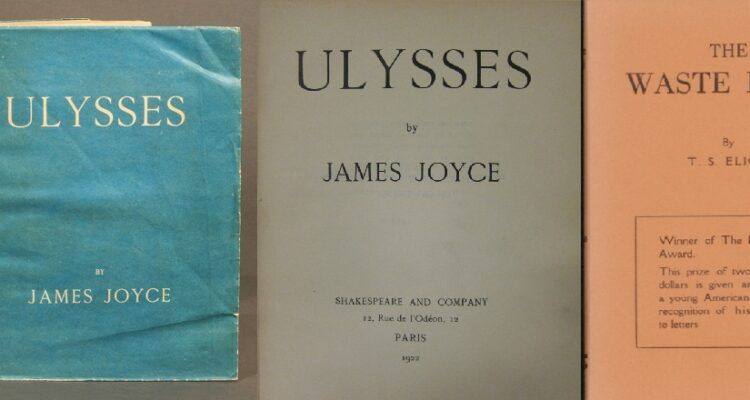 ULYSSES
BY
JAMES JOYCE
ULYSSES
by
JAMES JOYCE
SHAKESPEARE AND COMPANY
12, Rue de l'Odéon, 12
PARIS
1922
THE
WASTE
By
T. S. ELIO
Winner of The
Award.
This prize of two
dollars is given
a young American
recognition of his
to letters